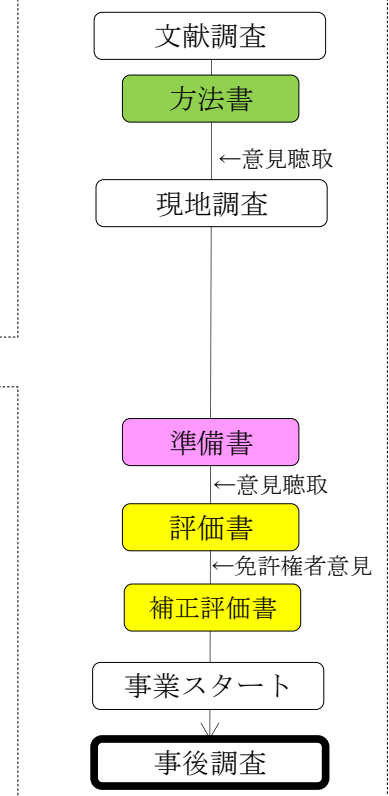 文献調査
方法書
←意見聴取
現地調査
準備書
←意見聴取
評価書
←免許権者意見
補正評価書
事業スタート
事後調査